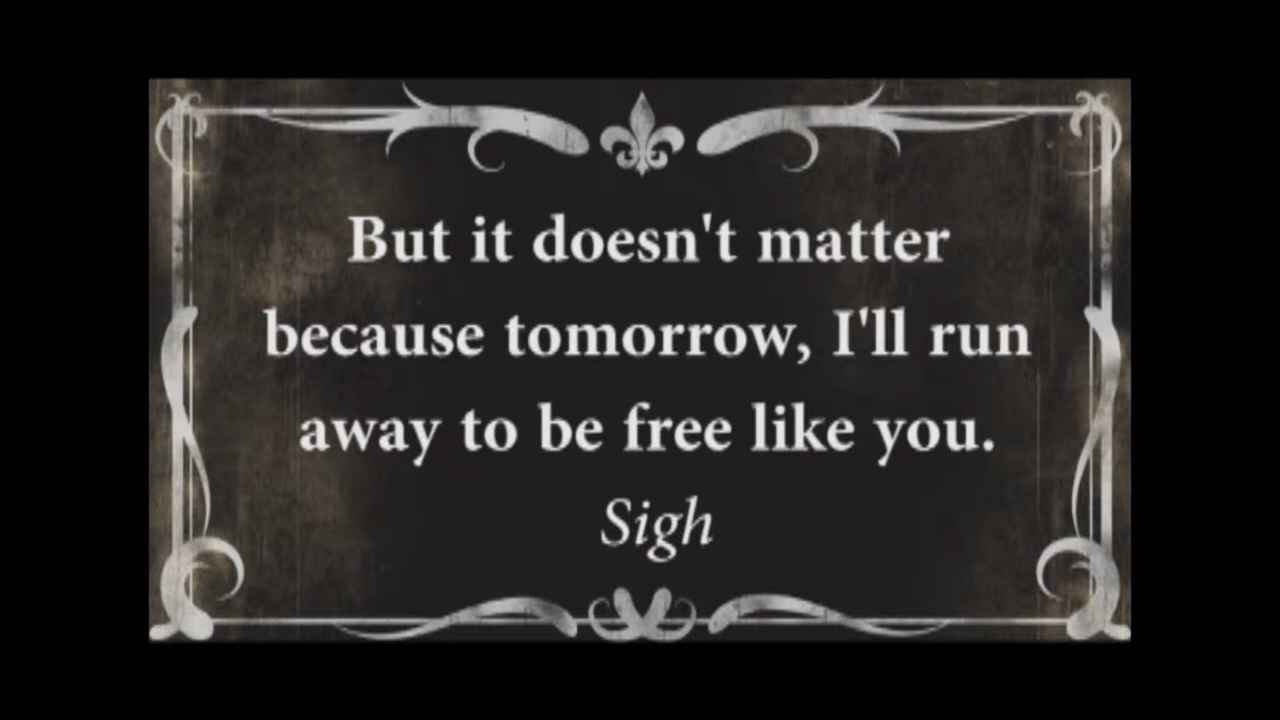 But it doesn't matter
because tomorrow, I'll run
away to be free like you.
Sigh